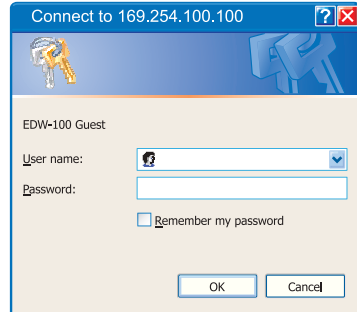 Connect to 169.254.100.100
EDW-100 Guest
User name:
Password:
Remember my password
OK Cancel